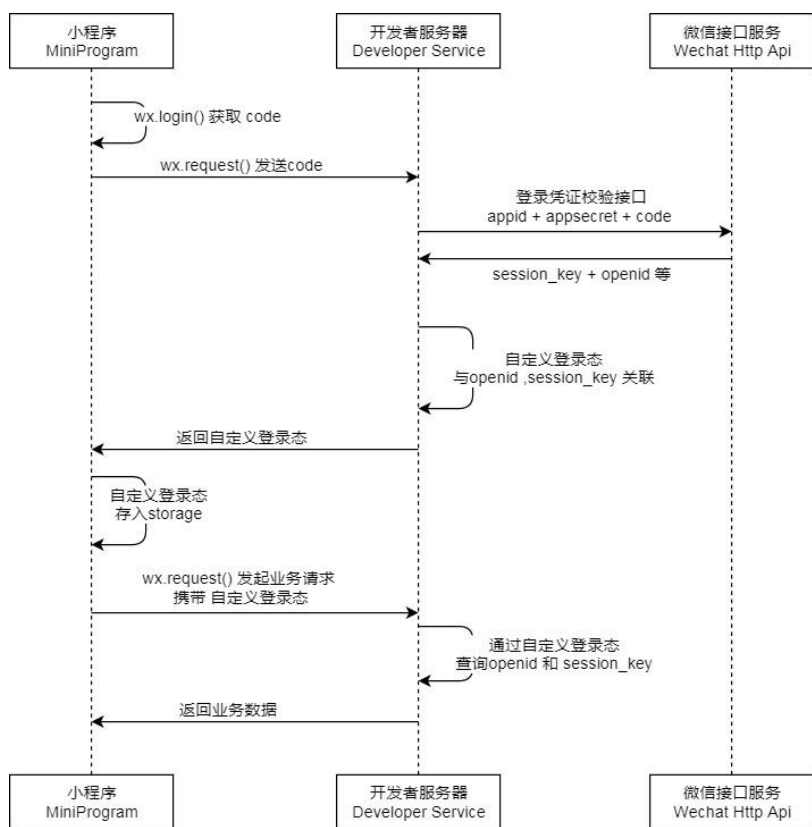 小程序
MiniProgram
开发者服务器
Developer Service
微信接口服务
Wechat Http Api
wx.login() 获取 code
wx.request() 发送code
登录凭证校验接口
appid + appsecret + code
session_key + openid 等
自定义登录态
与openid ,session_key 关联
返回自定义登录态
自定义登录态
存入storage
wx.request() 发起业务请求
携带 自定义登录态
通过自定义登录态
查询openid 和 session_key
返回业务数据
小程序
MiniProgram
开发者服务器
Developer Service
微信接口服务
Wechat Http Api